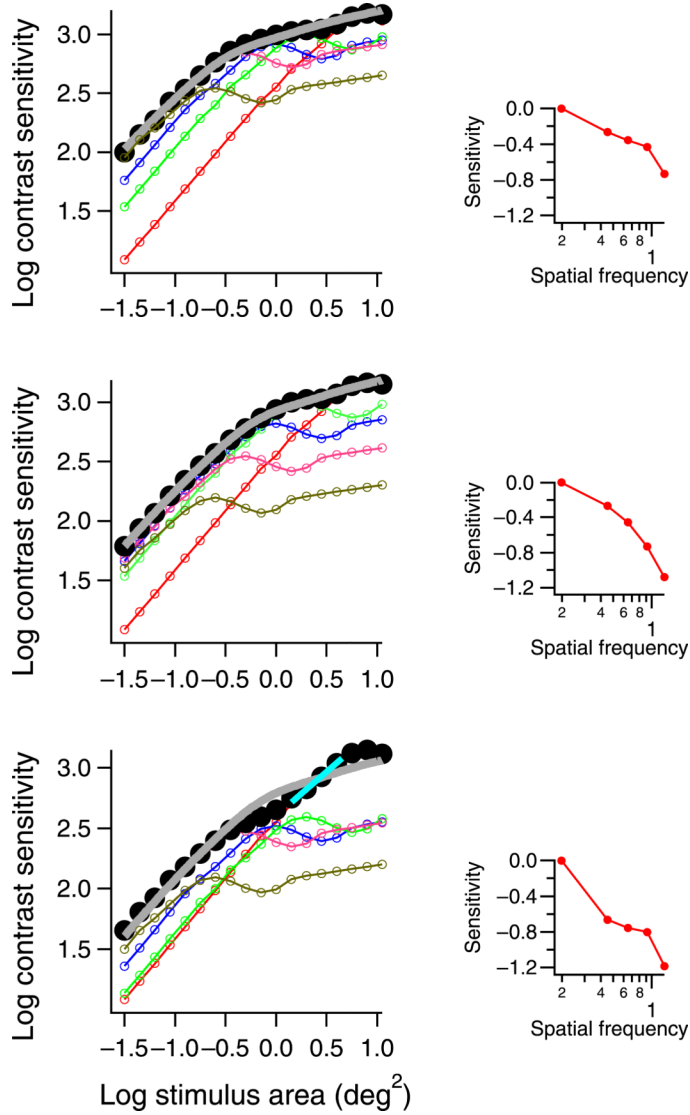 Log contrast sensitivity
3.0
2.5
2.0
1.5
−1.5 −1.0 −0.5 0.0 0.5 1.0
Sensitivity
0.0
−0.4
−0.8
−1.2
2 4 6 8
1
Spatial frequency
Log contrast sensitivity
3.0
2.5
2.0
1.5
−1.5 −1.0 −0.5 0.0 0.5 1.0
Sensitivity
0.0
−0.4
−0.8
−1.2
2 4 6 8
1
Spatial frequency
Log contrast sensitivity
3.0
2.5
2.0
1.5
−1.5 −1.0 −0.5 0.0 0.5 1.0
Log stimulus area (deg²)
Sensitivity
0.0
−0.4
−0.8
−1.2
2 4 6 8
1
Spatial frequency